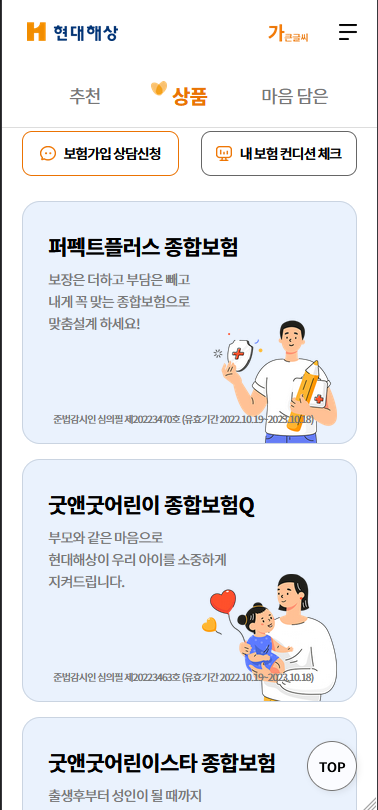 현대해상
가큰글씨
추천
상품
마음 담은
보험가입 상담신청
내 보험 컨디션 체크
퍼펙트플러스 종합보험
보장은 더하고 부담은 빼고
내게 꼭 맞는 종합보험으로
맞춤설계 하세요!
준법감시인 심의필 제20223470호 (유효기간 2022.10.19~2023.10.18)
굿앤굿어린이 종합보험Q
부모와 같은 마음으로
현대해상이 우리 아이를 소중하게
지켜드립니다.
준법감시인 심의필 제20223463호 (유효기간 2022.10.19~2023.10.18)
굿앤굿어린이스타 종합보험
TOP
출생후부터 성인이 될 때까지